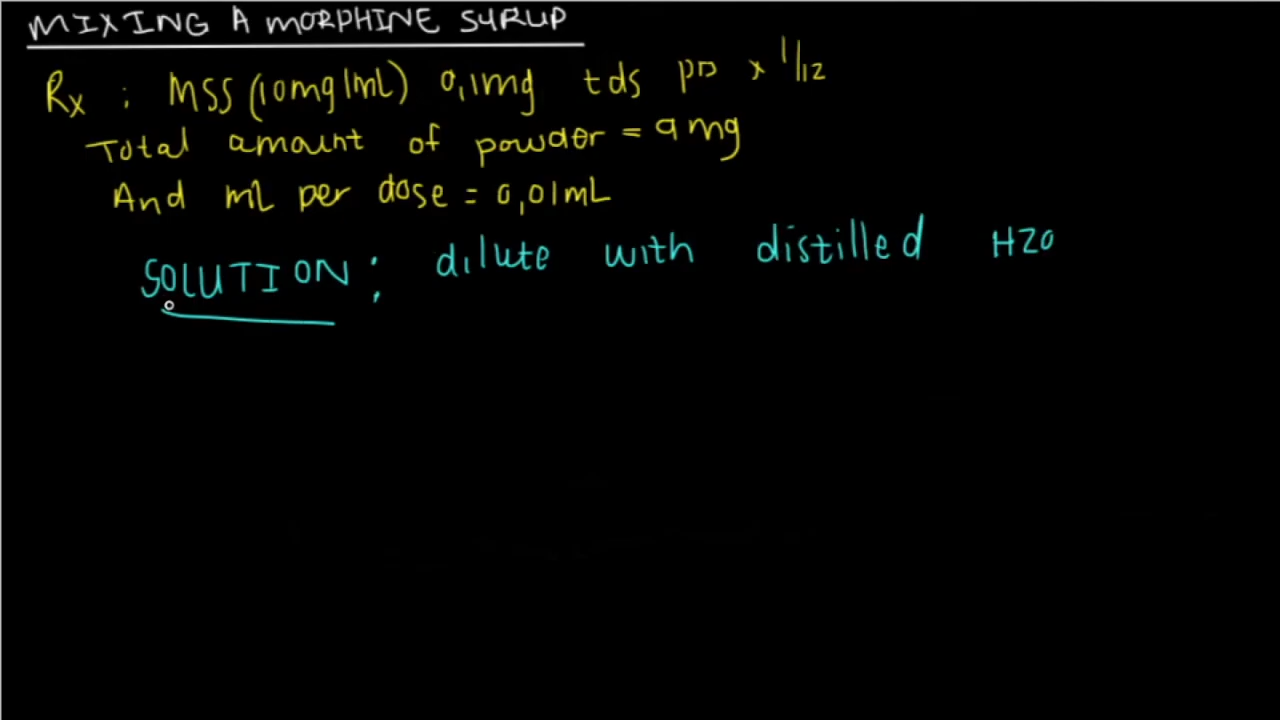 MIXING A MORPHINE SYRUP
Rx : MSS (10mg/mL) 0,1mg tds po x 1/12
Total amount of powder = 9mg
And mL per dose = 0,01mL
SOLUTION : dilute with distilled H2O